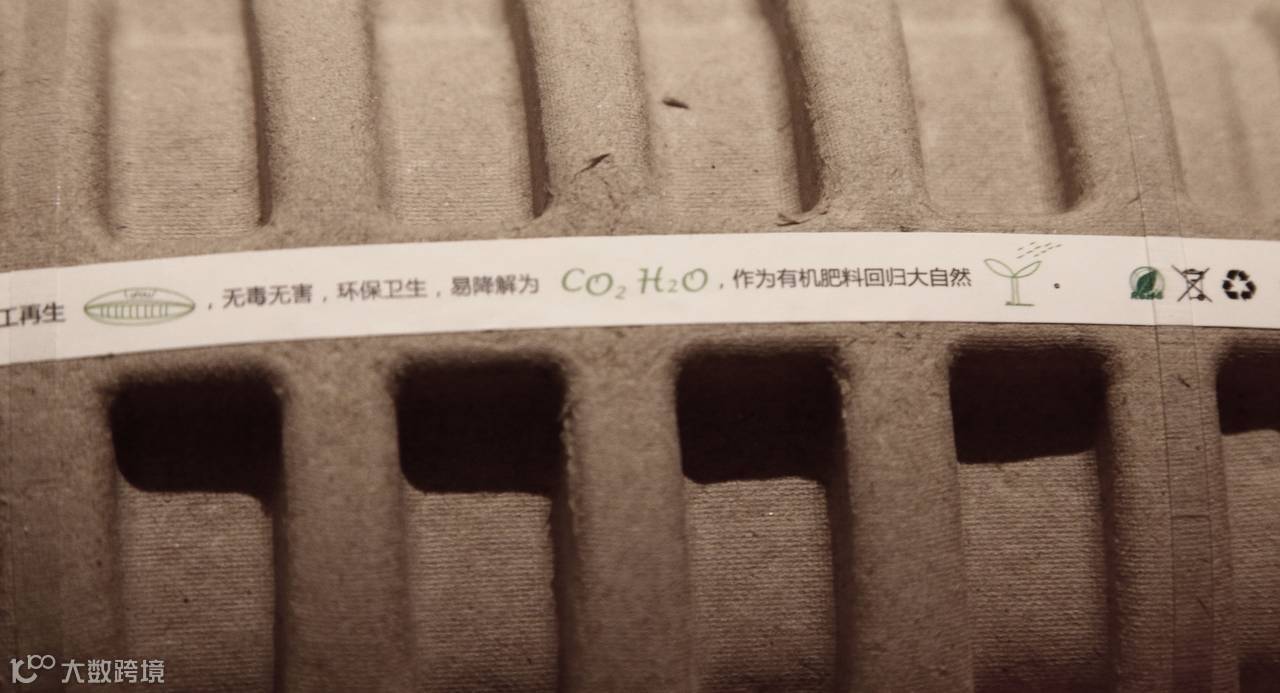 工再生 ，无毒无害，环保卫生，易降解为 CO₂ H₂O，作为有机肥料回归大自然 。
大数跨境